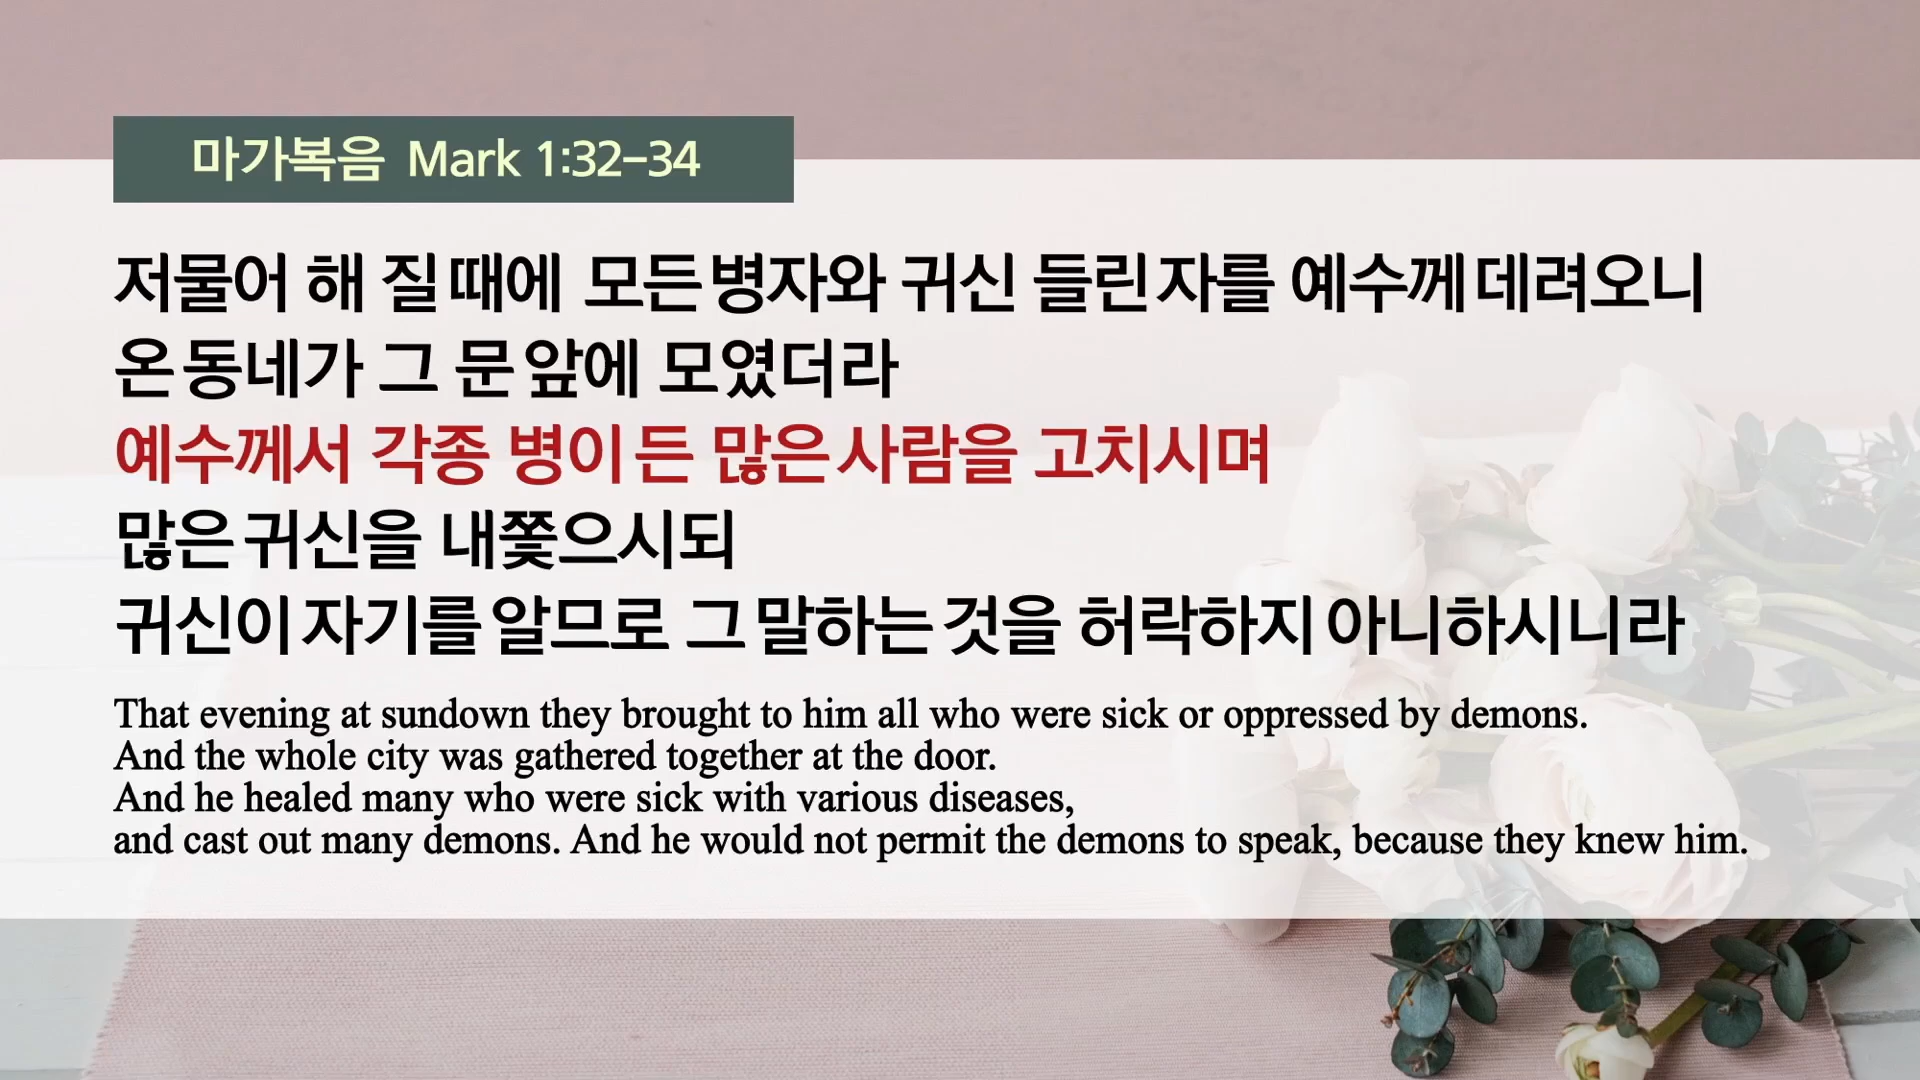 마가복음 Mark 1:32-34
저물어 해 질 때에 모든 병자와 귀신 들린 자를 예수께 데려오니
온 동네가 그 문 앞에 모였더라
예수께서 각종 병이 든 많은 사람을 고치시며
많은 귀신을 내쫓으시되
귀신이 자기를 알므로 그 말하는 것을 허락하지 아니하시니라
That evening at sundown they brought to him all who were sick or oppressed by demons.
And the whole city was gathered together at the door.
And he healed many who were sick with various diseases,
and cast out many demons. And he would not permit the demons to speak, because they knew him.